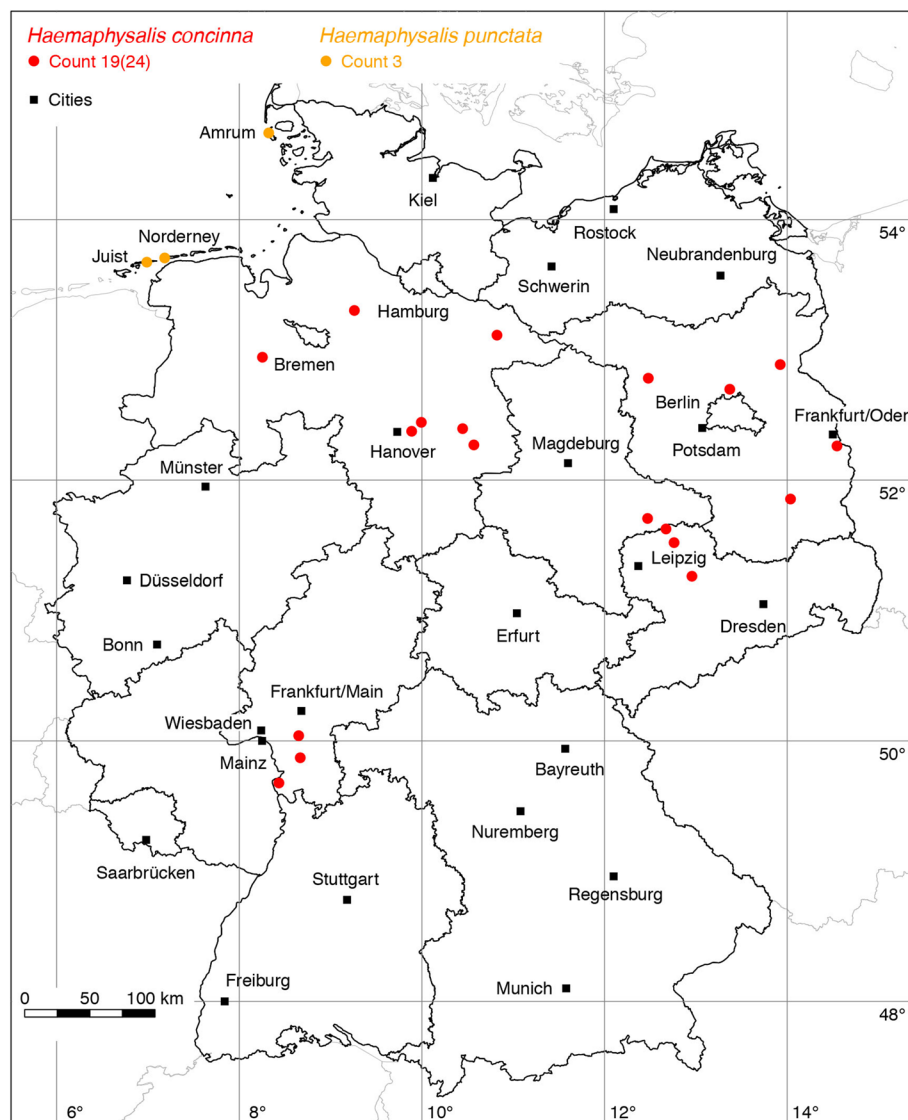 Haemaphysalis concinna
Haemaphysalis punctata
Count 19(24)
Count 3
Cities
Amrum
Kiel
Rostock
54°
Norderney
Juist
Neubrandenburg
Schwerin
Hamburg
Bremen
Berlin
Frankfurt/Oder
Hanover
Magdeburg
Potsdam
Münster
52°
Leipzig
Düsseldorf
Erfurt
Dresden
Bonn
Frankfurt/Main
Wiesbaden
Mainz
50°
Bayreuth
Nuremberg
Saarbrücken
Stuttgart
Regensburg
Freiburg
Munich
0 50 100 km
48°
6° 8° 10° 12° 14°